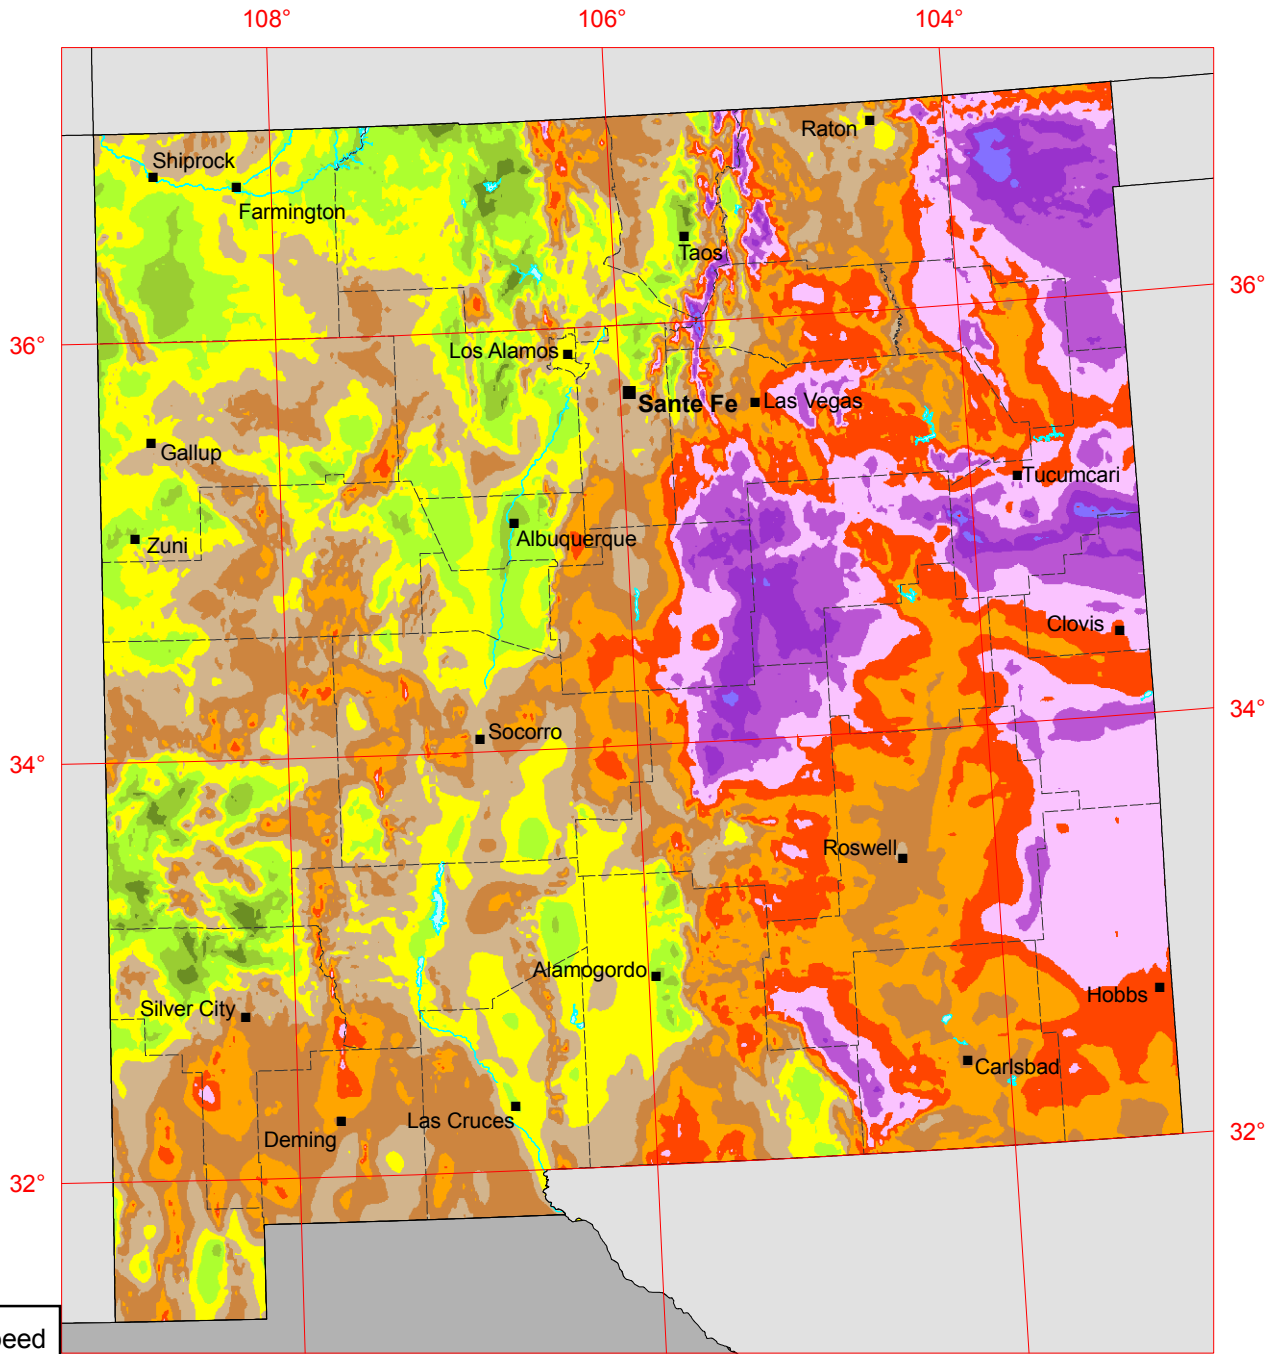 108° 106° 104°
Raton
Shiprock
Farmington
Taos
36°
36°
Los Alamos
Sante Fe
Las Vegas
Gallup
Tucumcari
Albuquerque
Zuni
Clovis
34°
Socorro
34°
Roswell
Alamogordo
Hobbs
Silver City
Carlsbad
Las Cruces
Deming
32°
32°
peed